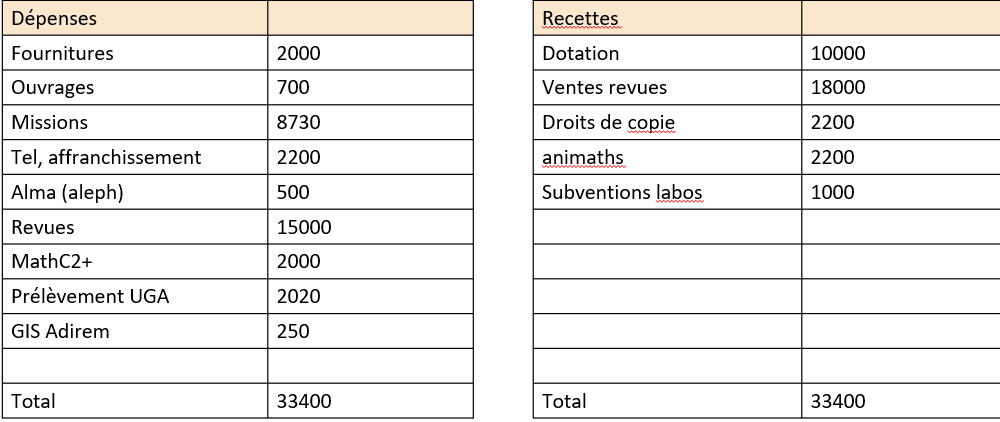 Dépenses
Fournitures 2000
Ouvrages 700
Missions 8730
Tel, affranchissement 2200
Alma (aleph) 500
Revues 15000
MathC2+ 2000
Prélèvement UGA 2020
GIS Adirem 250
Total 33400
Recettes
Dotation 10000
Ventes revues 18000
Droits de copie 2200
animaths 2200
Subventions labos 1000
Total 33400